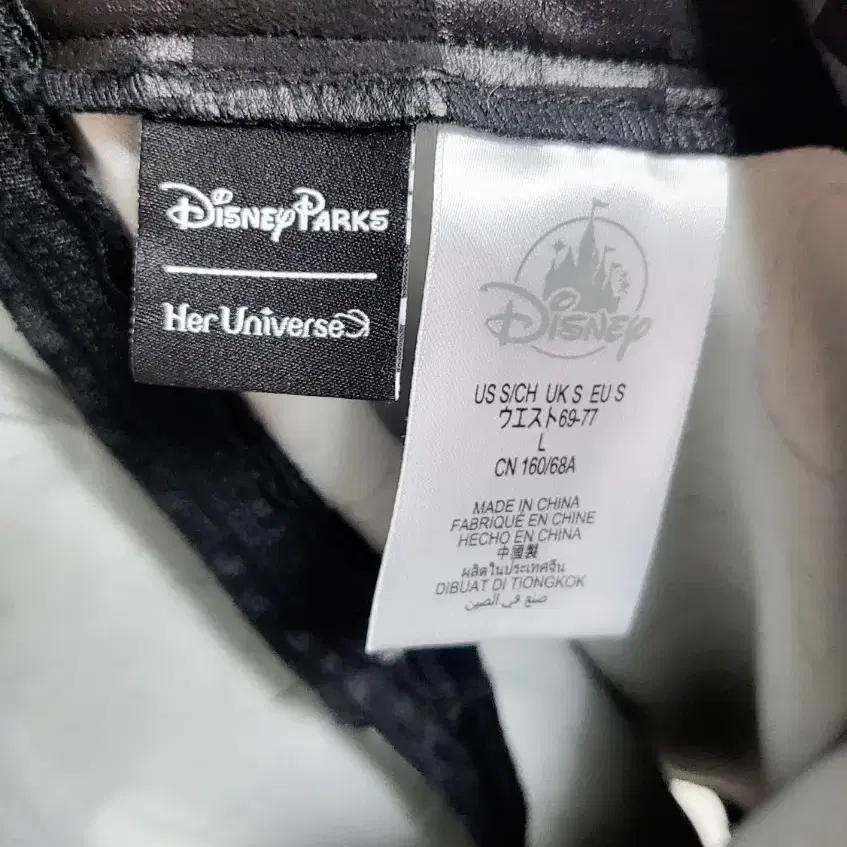 Disney Parks
Her Universe
Disney
US S/CH UK S EU S
ウエスト69-77
L
CN 160/68A
MADE IN CHINA
FABRIQUÉ EN CHINE
HECHO EN CHINA
中國製
ผลิตในประเทศจีน
DIBUAT DI TIONGKOK
صنع في الصين